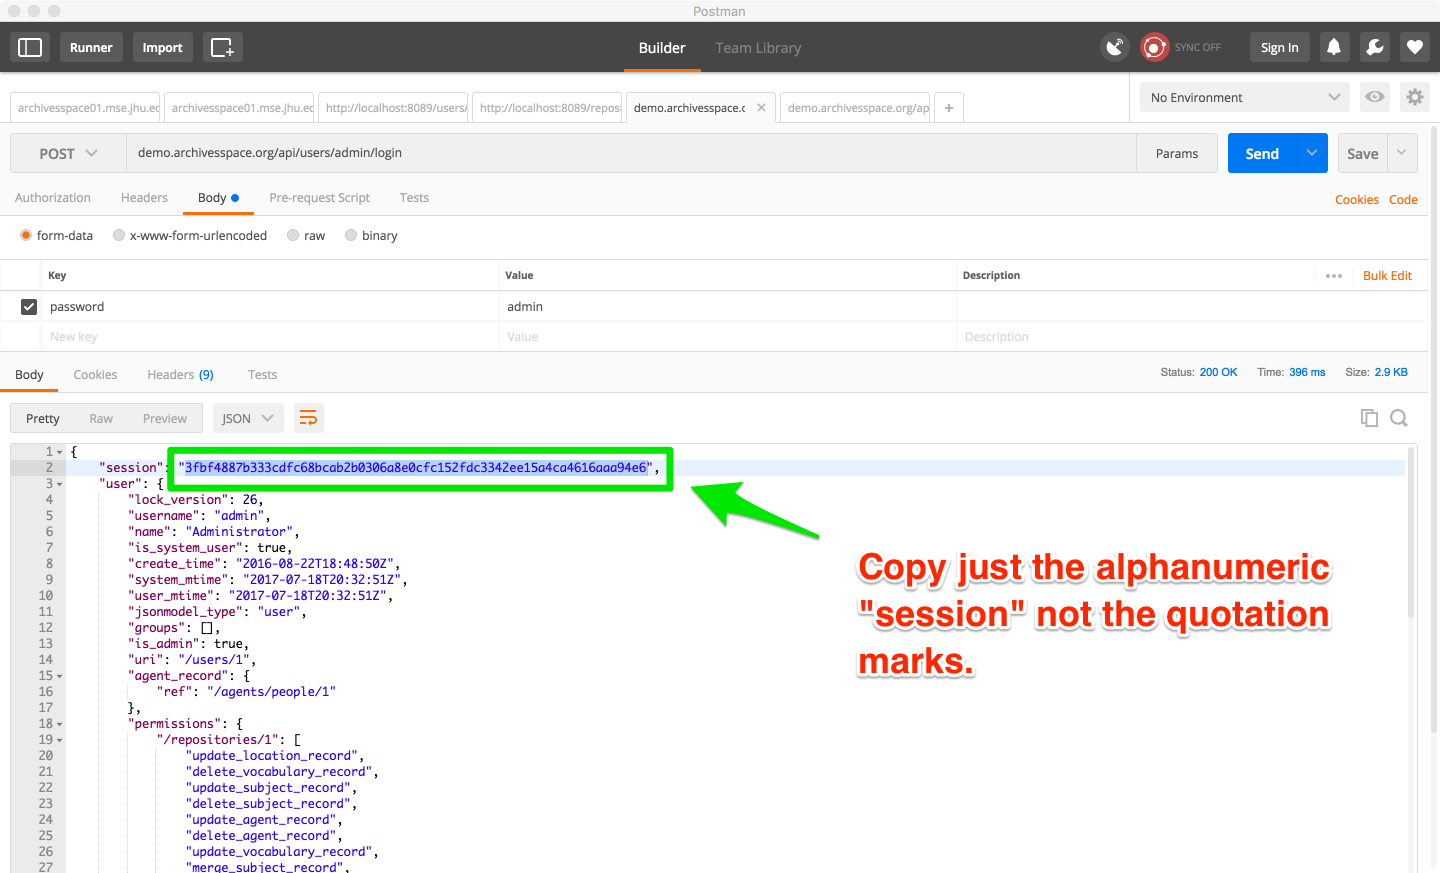 Postman
Runner Import Builder Team Library SYNC OFF Sign In
archivesspace01.mse.jhu.ec archivesspace01.mse.jhu.ec http://localhost:8089/users/ http://localhost:8089/repos demo.archivesspace.c demo.archivesspace.org/ap + No Environment
POST demo.archivesspace.org/api/users/admin/login Params Send Save
Authorization Headers Body Pre-request Script Tests Cookies Code
form-data x-www-form-urlencoded raw binary
Key Value Description ••• Bulk Edit
password admin
New key Value Description
Body Cookies Headers (9) Tests Status: 200 OK Time: 396 ms Size: 2.9 KB
Pretty Raw Preview JSON
1 {
2 "session": "3fbf4887b333cdfc68bcab2b0306a8e0cfc152fdc3342ee15a4ca4616aaa94e6",
3 "user": {
4 "lock_version": 26,
5 "username": "admin",
6 "name": "Administrator",
7 "is_system_user": true,
8 "create_time": "2016-08-22T18:48:50Z",
9 "system_mtime": "2017-07-18T20:32:51Z",
10 "user_mtime": "2017-07-18T20:32:51Z",
11 "jsonmodel_type": "user",
12 "groups": [],
13 "is_admin": true,
14 "uri": "/users/1",
15 "agent_record": {
16 "ref": "/agents/people/1"
17 },
18 "permissions": {
19 "/repositories/1": [
20 "update_location_record",
21 "delete_vocabulary_record",
22 "update_subject_record",
23 "delete_subject_record",
24 "update_agent_record",
25 "delete_agent_record",
26 "update_vocabulary_record",
27 "merge_subject_record",
Copy just the alphanumeric
"session" not the quotation
marks.